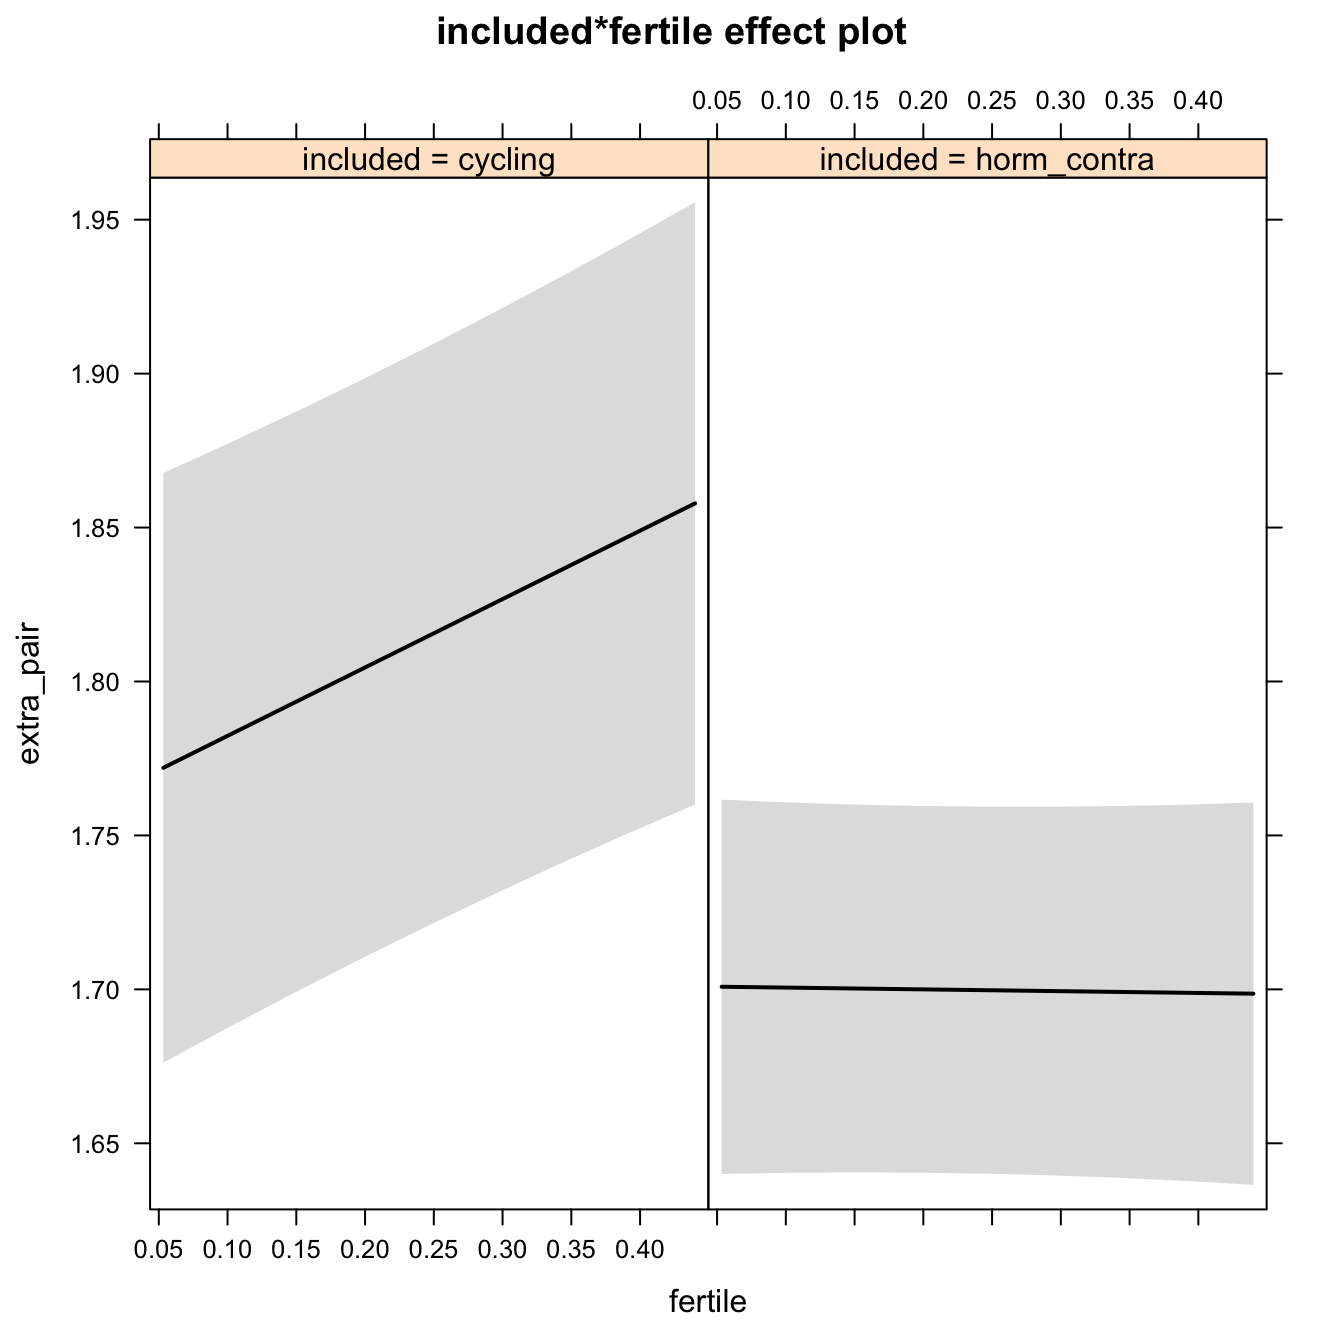 included*fertile effect plot
0.05 0.10 0.15 0.20 0.25 0.30 0.35 0.40
included = cycling
included = horm_contra
1.95
1.90
1.85
1.80
1.75
1.70
1.65
extra_pair
0.05 0.10 0.15 0.20 0.25 0.30 0.35 0.40
fertile